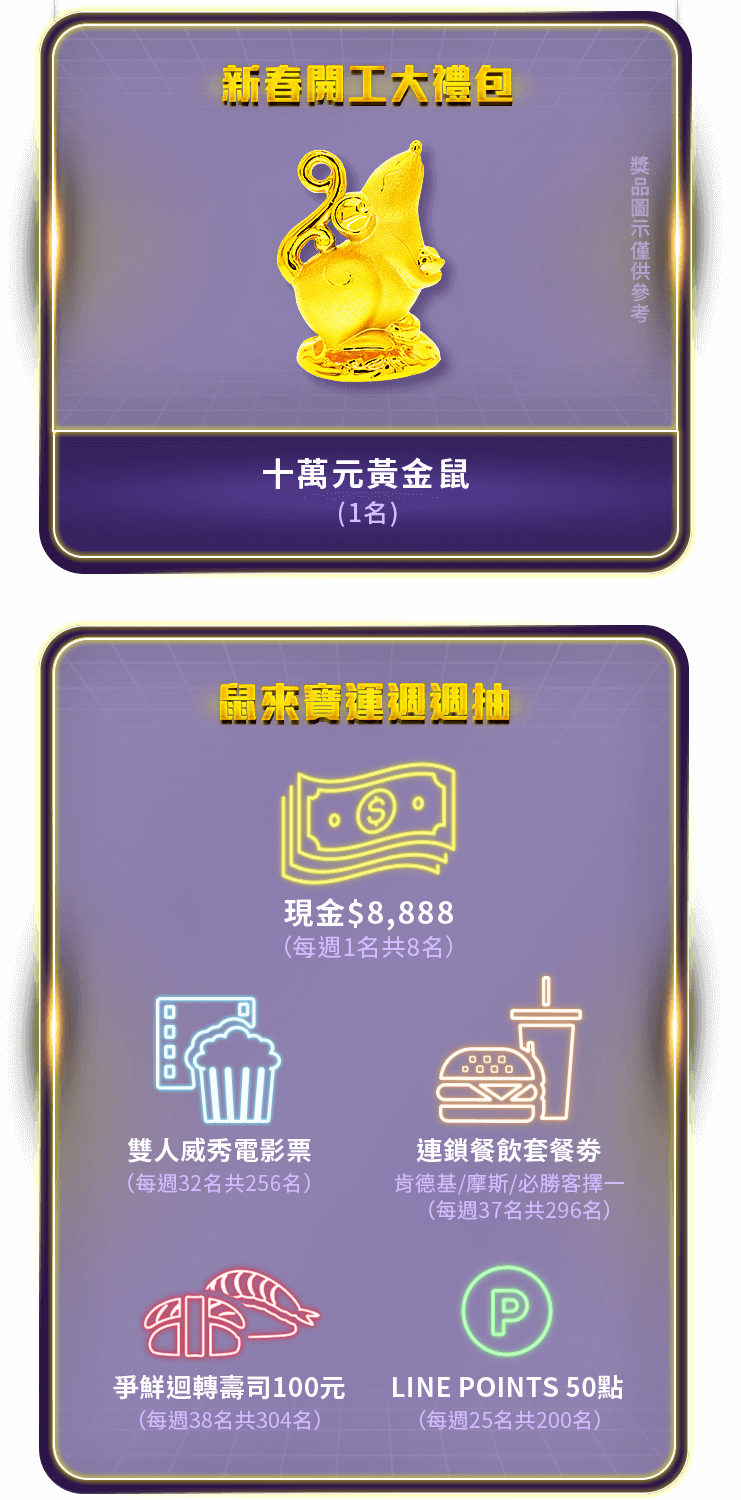 新春開工大禮包
獎品圖示僅供參考
十萬元黃金鼠
(1名)
鼠來寶運週週抽
現金$8,888
(每週1名共8名)
雙人威秀電影票
(每週32名共256名)
連鎖餐飲套餐券
肯德基/摩斯/必勝客擇一
(每週37名共296名)
爭鮮迴轉壽司100元
(每週38名共304名)
LINE POINTS 50點
(每週25名共200名)